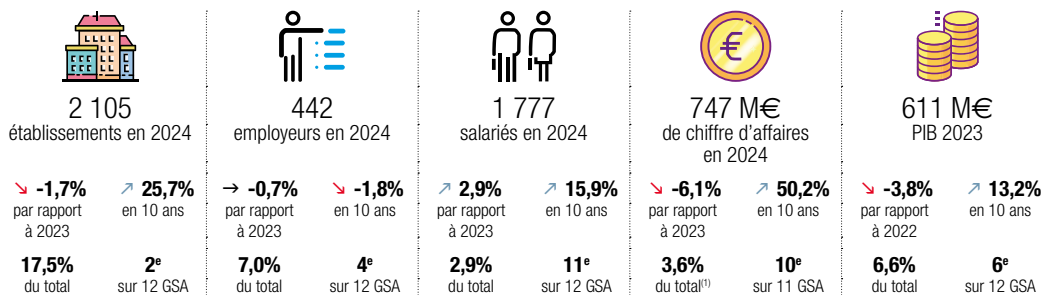 2 105
établissements en 2024
↘ -1,7% ↗ 25,7%
par rapport en 10 ans
à 2023
17,5% 2e
du total sur 12 GSA
442
employeurs en 2024
→ -0,7% ↘ -1,8%
par rapport en 10 ans
à 2023
7,0% 4e
du total sur 12 GSA
1 777
salariés en 2024
↗ 2,9% ↗ 15,9%
par rapport en 10 ans
à 2023
2,9% 11e
du total sur 12 GSA
€
747 M€
de chiffre d’affaires
en 2024
↘ -6,1% ↗ 50,2%
par rapport en 10 ans
à 2023
3,6% 10e
du total(1) sur 11 GSA
611 M€
PIB 2023
↘ -3,8% ↗ 13,2%
par rapport en 10 ans
à 2022
6,6% 6e
du total sur 12 GSA